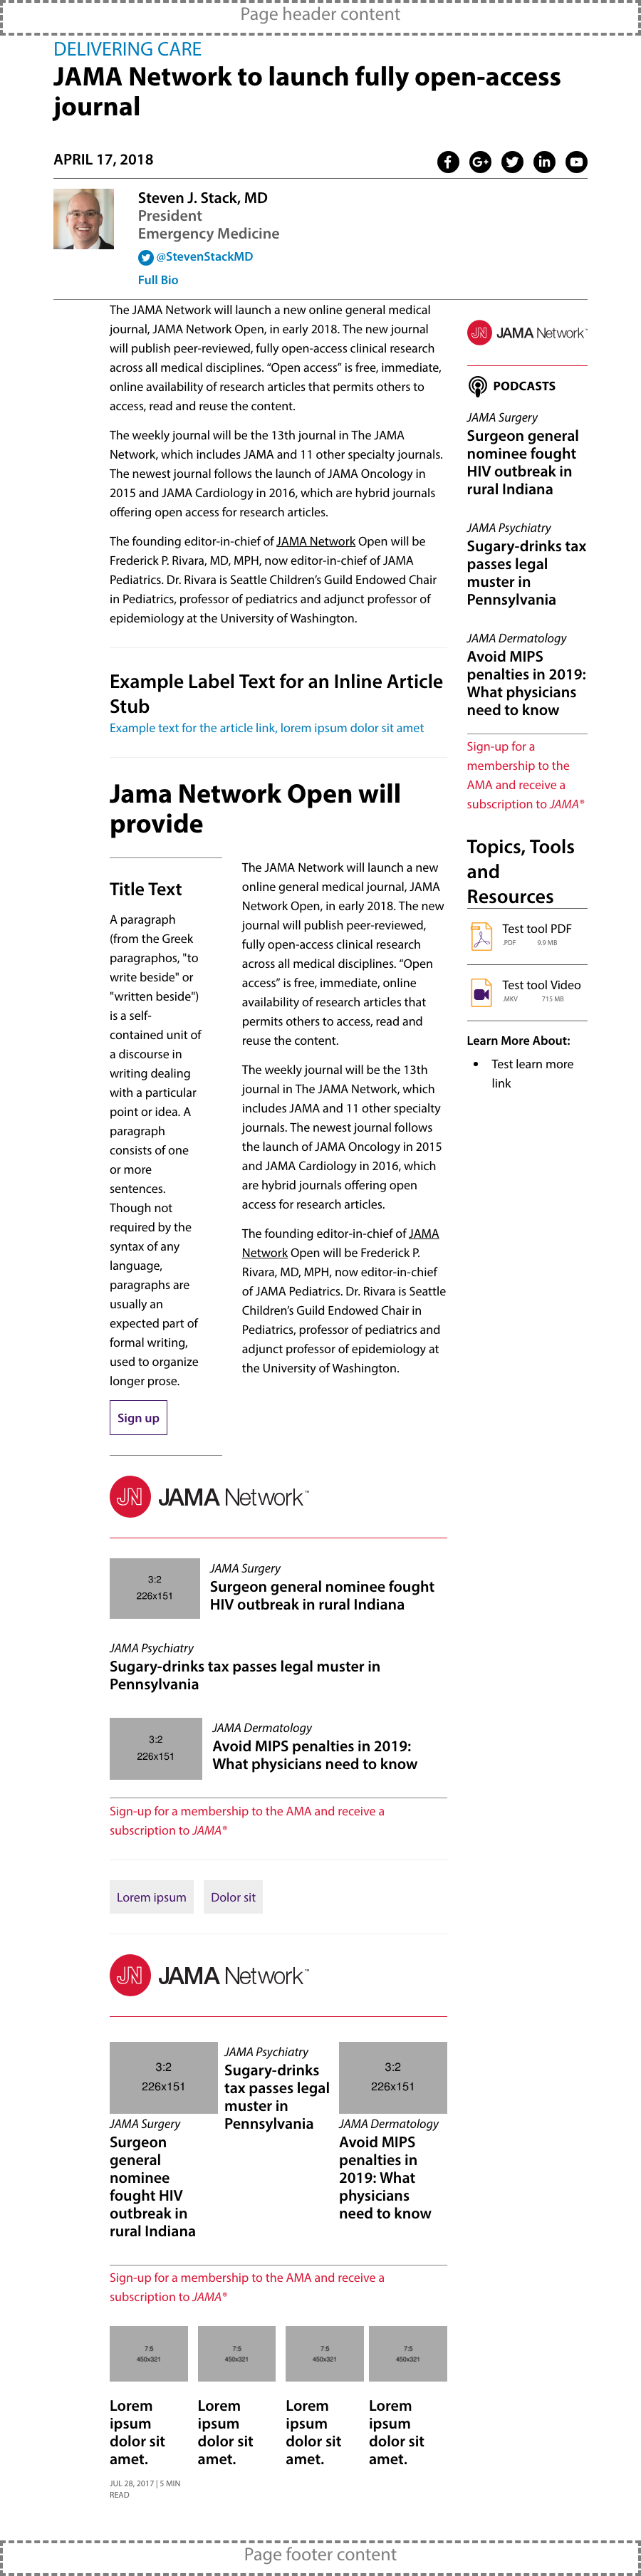 Page header content
DELIVERING CARE
JAMA Network to launch fully open-access
journal
APRIL 17, 2018
Steven J. Stack, MD
President
Emergency Medicine
@StevenStackMD
Full Bio
The JAMA Network will launch a new online general medical
journal, JAMA Network Open, in early 2018. The new journal
will publish peer-reviewed, fully open-access clinical research
across all medical disciplines. “Open access” is free, immediate,
online availability of research articles that permits others to
access, read and reuse the content.
The weekly journal will be the 13th journal in The JAMA
Network, which includes JAMA and 11 other specialty journals.
The newest journal follows the launch of JAMA Oncology in
2015 and JAMA Cardiology in 2016, which are hybrid journals
offering open access for research articles.
The founding editor-in-chief of JAMA Network Open will be
Frederick P. Rivara, MD, MPH, now editor-in-chief of JAMA
Pediatrics. Dr. Rivara is Seattle Children’s Guild Endowed Chair
in Pediatrics, professor of pediatrics and adjunct professor of
epidemiology at the University of Washington.
Example Label Text for an Inline Article
Stub
Example text for the article link, lorem ipsum dolor sit amet
Jama Network Open will
provide
Title Text
A paragraph
(from the Greek
paragraphos, "to
write beside" or
"written beside")
is a self-
contained unit of
a discourse in
writing dealing
with a particular
point or idea. A
paragraph
consists of one
or more
sentences.
Though not
required by the
syntax of any
language,
paragraphs are
usually an
expected part of
formal writing,
used to organize
longer prose.
Sign up
The JAMA Network will launch a new
online general medical journal, JAMA
Network Open, in early 2018. The new
journal will publish peer-reviewed,
fully open-access clinical research
across all medical disciplines. “Open
access” is free, immediate, online
availability of research articles that
permits others to access, read and
reuse the content.
The weekly journal will be the 13th
journal in The JAMA Network, which
includes JAMA and 11 other specialty
journals. The newest journal follows
the launch of JAMA Oncology in 2015
and JAMA Cardiology in 2016, which
are hybrid journals offering open
access for research articles.
The founding editor-in-chief of JAMA
Network Open will be Frederick P.
Rivara, MD, MPH, now editor-in-chief
of JAMA Pediatrics. Dr. Rivara is Seattle
Children’s Guild Endowed Chair in
Pediatrics, professor of pediatrics and
adjunct professor of epidemiology at
the University of Washington.
JN JAMA Network™
3:2
226x151
JAMA Surgery
Surgeon general nominee fought
HIV outbreak in rural Indiana
JAMA Psychiatry
Sugary-drinks tax passes legal muster in
Pennsylvania
3:2
226x151
JAMA Dermatology
Avoid MIPS penalties in 2019:
What physicians need to know
Sign-up for a membership to the AMA and receive a
subscription to JAMA®
Lorem ipsum
Dolor sit
JN JAMA Network™
3:2
226x151
JAMA Surgery
Surgeon
general
nominee
fought HIV
outbreak in
rural Indiana
JAMA Psychiatry
Sugary-drinks
tax passes legal
muster in
Pennsylvania
3:2
226x151
JAMA Dermatology
Avoid MIPS
penalties in
2019: What
physicians
need to know
Sign-up for a membership to the AMA and receive a
subscription to JAMA®
7:5
450x321
Lorem
ipsum
dolor sit
amet.
JUL 28, 2017 | 5 MIN
READ
7:5
450x321
Lorem
ipsum
dolor sit
amet.
7:5
450x321
Lorem
ipsum
dolor sit
amet.
7:5
450x321
Lorem
ipsum
dolor sit
amet.
JN JAMA Network™
PODCASTS
JAMA Surgery
Surgeon general
nominee fought
HIV outbreak in
rural Indiana
JAMA Psychiatry
Sugary-drinks tax
passes legal
muster in
Pennsylvania
JAMA Dermatology
Avoid MIPS
penalties in 2019:
What physicians
need to know
Sign-up for a
membership to the
AMA and receive a
subscription to JAMA®
Topics, Tools
and
Resources
Test tool PDF
.PDF 9.9 MB
Test tool Video
.MKV 715 MB
Learn More About:
• Test learn more
link
Page footer content